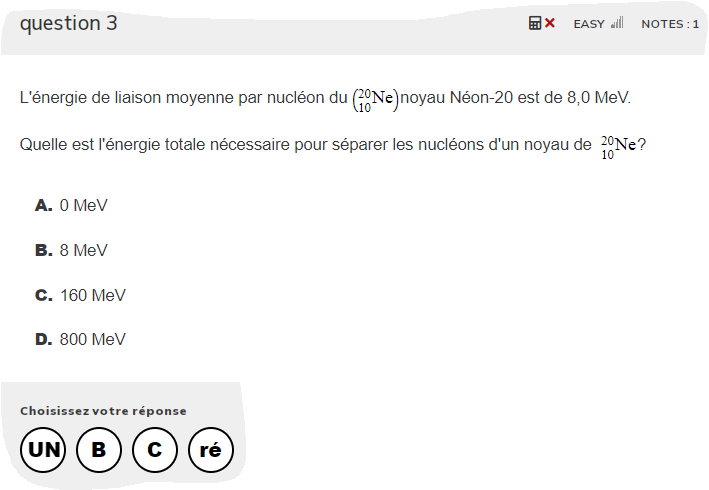 question 3 EASY NOTES : 1
L'énergie de liaison moyenne par nucléon du (²⁰₁₀Ne)noyau Néon-20 est de 8,0 MeV.
Quelle est l'énergie totale nécessaire pour séparer les nucléons d'un noyau de ²⁰₁₀Ne?
A. 0 MeV
B. 8 MeV
C. 160 MeV
D. 800 MeV
Choisissez votre réponse
UN B C ré